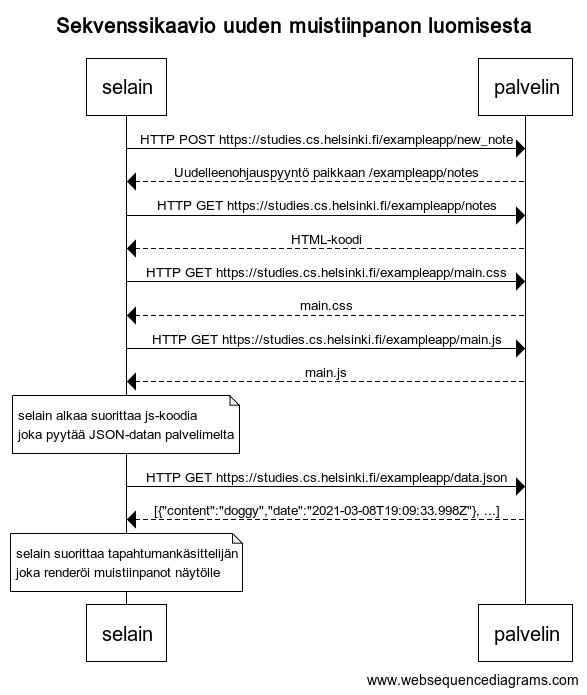 Sekvenssikaavio uuden muistiinpanon luomisesta
selain palvelin
HTTP POST https://studies.cs.helsinki.fi/exampleapp/new_note
Uudelleenohjauspyyntö paikkaan /exampleapp/notes
HTTP GET https://studies.cs.helsinki.fi/exampleapp/notes
HTML-koodi
HTTP GET https://studies.cs.helsinki.fi/exampleapp/main.css
main.css
HTTP GET https://studies.cs.helsinki.fi/exampleapp/main.js
main.js
selain alkaa suorittaa js-koodia
joka pyytää JSON-datan palvelimelta
HTTP GET https://studies.cs.helsinki.fi/exampleapp/data.json
[{"content":"doggy","date":"2021-03-08T19:09:33.998Z"}, ...]
selain suorittaa tapahtumankäsittelijän
joka renderöi muistiinpanot näytölle
selain palvelin
www.websequencediagrams.com